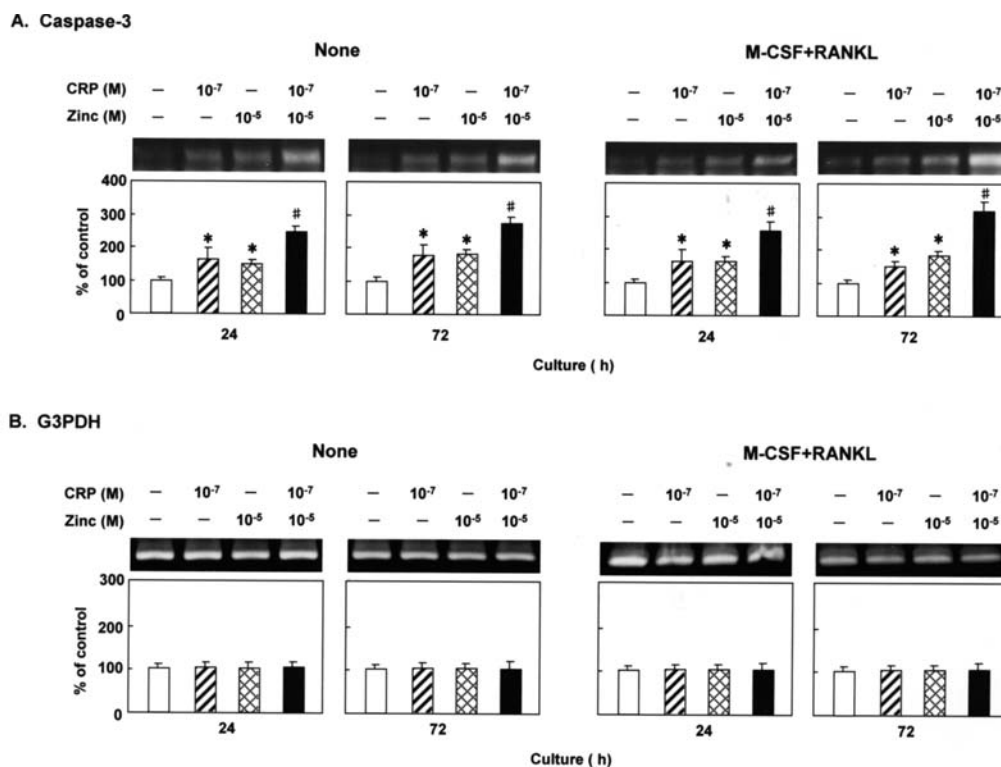 A. Caspase-3
None M-CSF+RANKL
CRP (M) – 10-7 – 10-7 – 10-7 – 10-7 – 10-7 – 10-7 – 10-7 – 10-7
Zinc (M) – – 10-5 10-5 – – 10-5 10-5 – – 10-5 10-5 – – 10-5 10-5
400
300
200
100
0
% of control
* * # * * # * * # * * #
24 72 24 72
Culture ( h)
B. G3PDH
None M-CSF+RANKL
CRP (M) – 10-7 – 10-7 – 10-7 – 10-7 – 10-7 – 10-7 – 10-7 – 10-7
Zinc (M) – – 10-5 10-5 – – 10-5 10-5 – – 10-5 10-5 – – 10-5 10-5
300
200
100
0
% of control
24 72 24 72
Culture ( h)